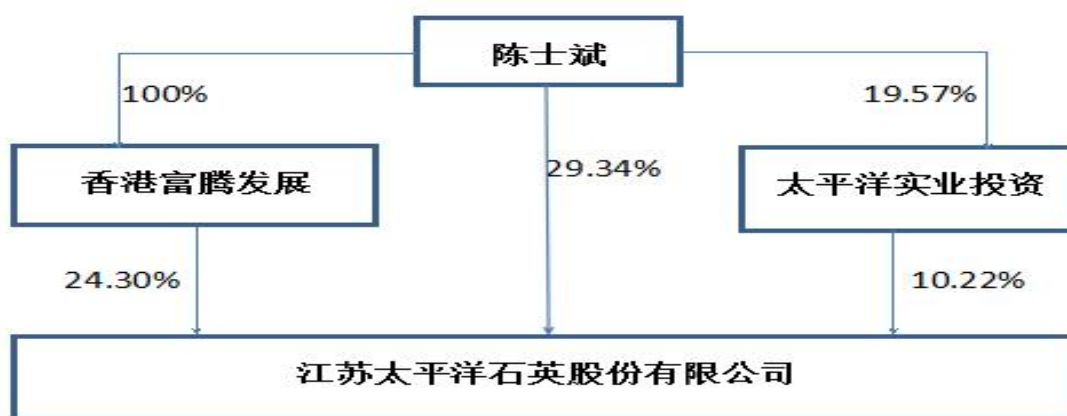 陈士斌
100%
19.57%
香港富腾发展
29.34%
太平洋实业投资
24.30%
10.22%
江苏太平洋石英股份有限公司